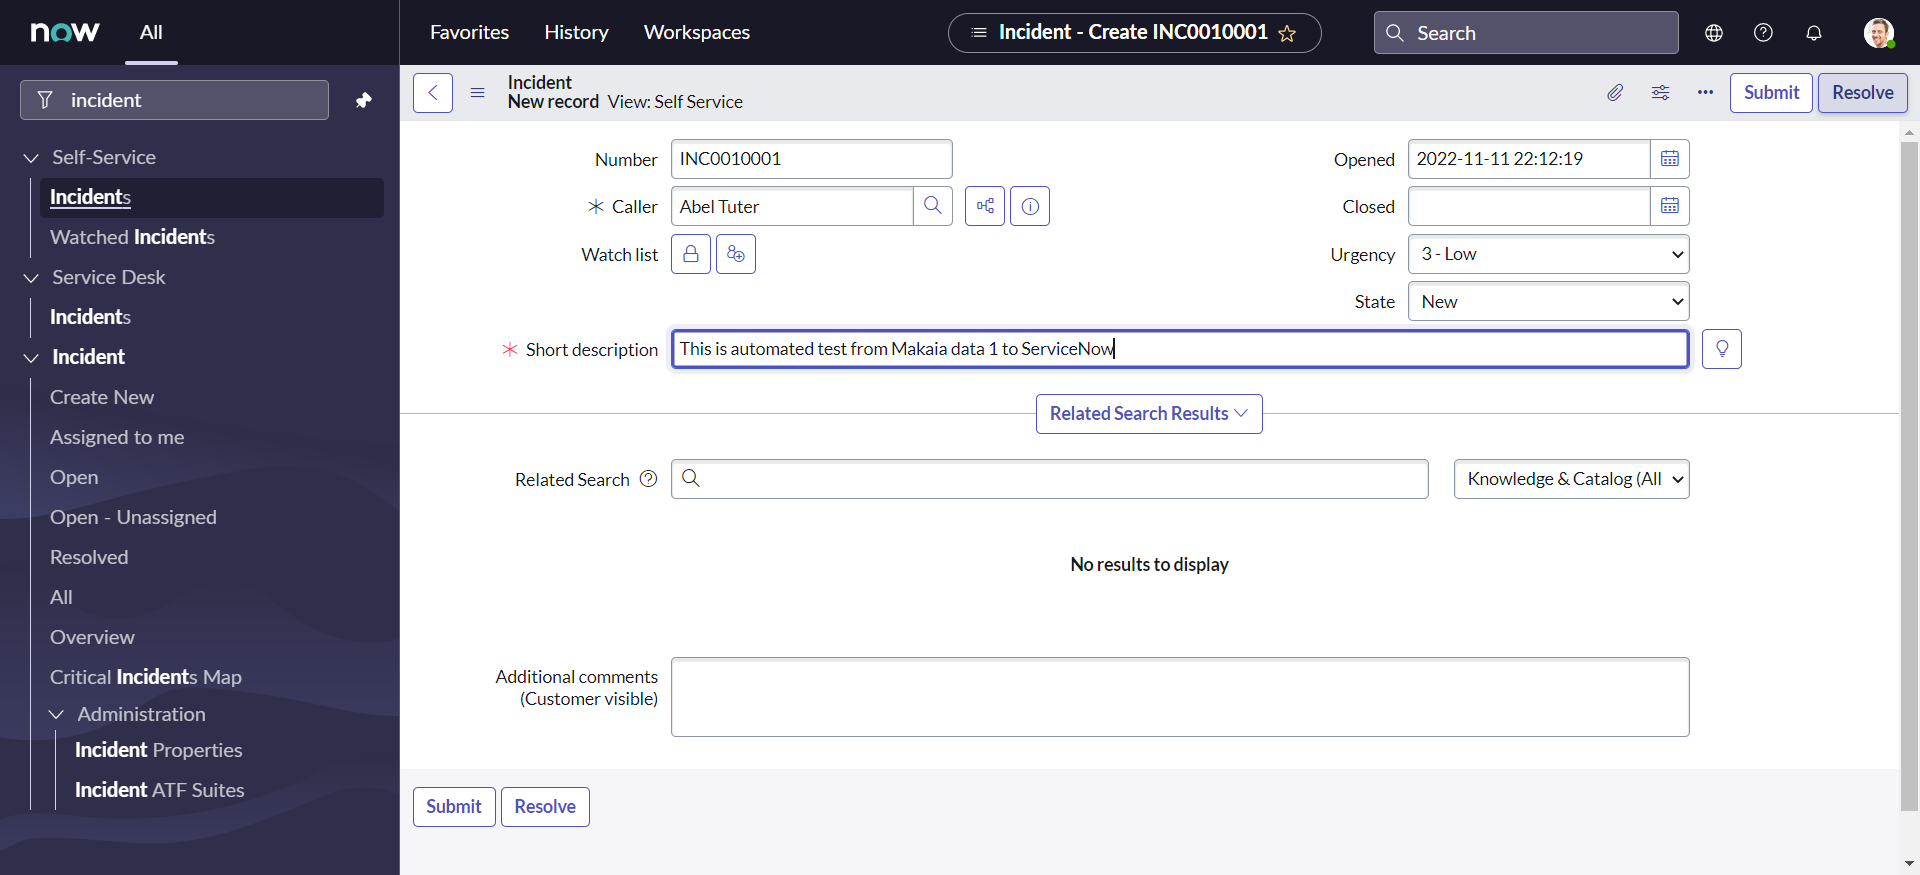 now
All
Favorites
History
Workspaces
Incident - Create INC0010001
Search
incident
Self-Service
Incidents
Watched Incidents
Service Desk
Incidents
Incident
Create New
Assigned to me
Open
Open - Unassigned
Resolved
All
Overview
Critical Incidents Map
Administration
Incident Properties
Incident ATF Suites
Incident
New record View: Self Service
Submit
Resolve
Number INC0010001
Opened 2022-11-11 22:12:19
Caller Abel Tuter
Closed
Watch list
Urgency 3 - Low
State New
Short description This is automated test from Makaia data 1 to ServiceNow
Related Search Results
Related Search
Knowledge & Catalog (All
No results to display
Additional comments
(Customer visible)
Submit
Resolve